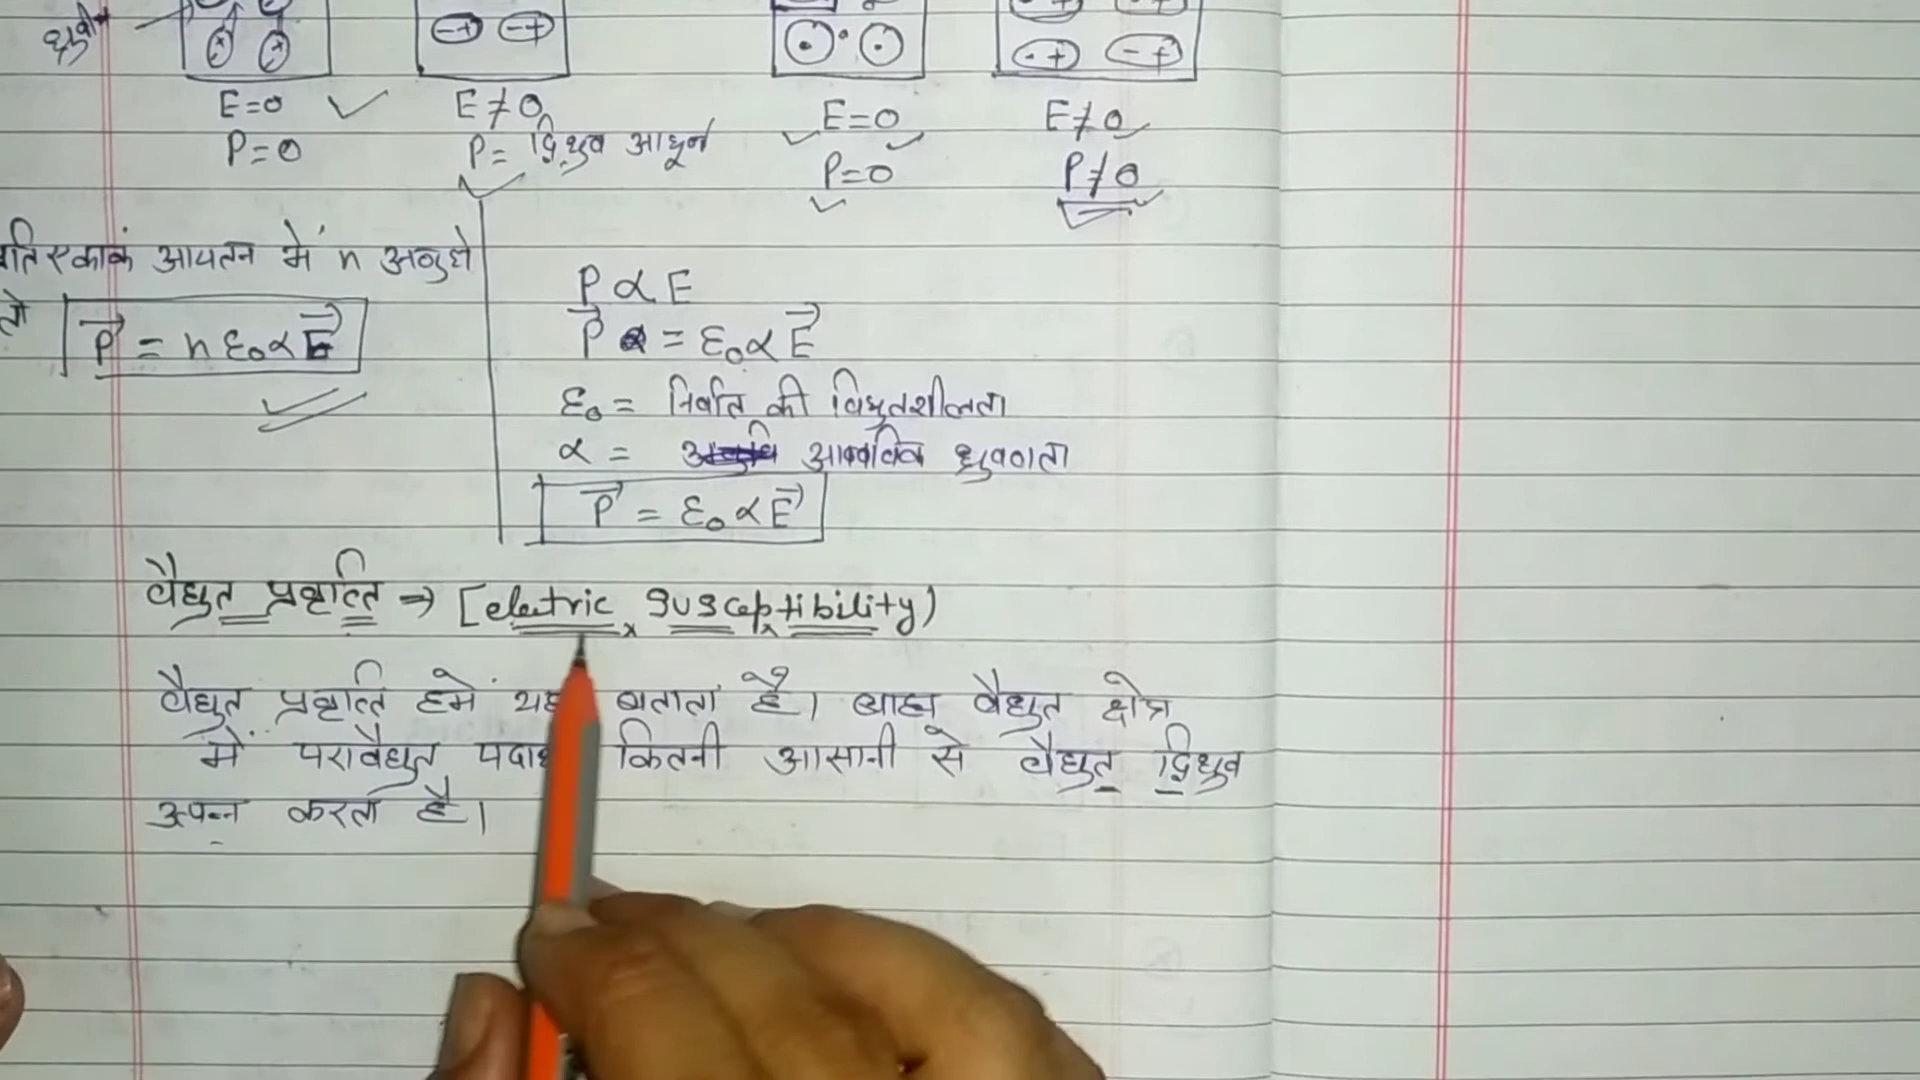 ध्रुवी
E=0
E≠0
E=0
E≠0
P=0
P= द्विध्रुव आघूर्ण
P=0
P≠0
प्रति एकांक आयतन में n अणु हो
तो P⃗ = nε₀αE⃗
P α E
P⃗ = ε₀αE⃗
ε₀ = निर्वात की विधुतशीलता
α = आण्विक ध्रुवणता
P⃗ = ε₀αE⃗
वैद्युत प्रवृत्ति → [electric susceptibility)
वैद्युत प्रवृत्ति हमें यह बताता है। बाह्य वैद्युत क्षेत्र
में परावैद्युत कितनी आसानी से वैद्युत द्विध्रुव
उत्पन्न करता है।